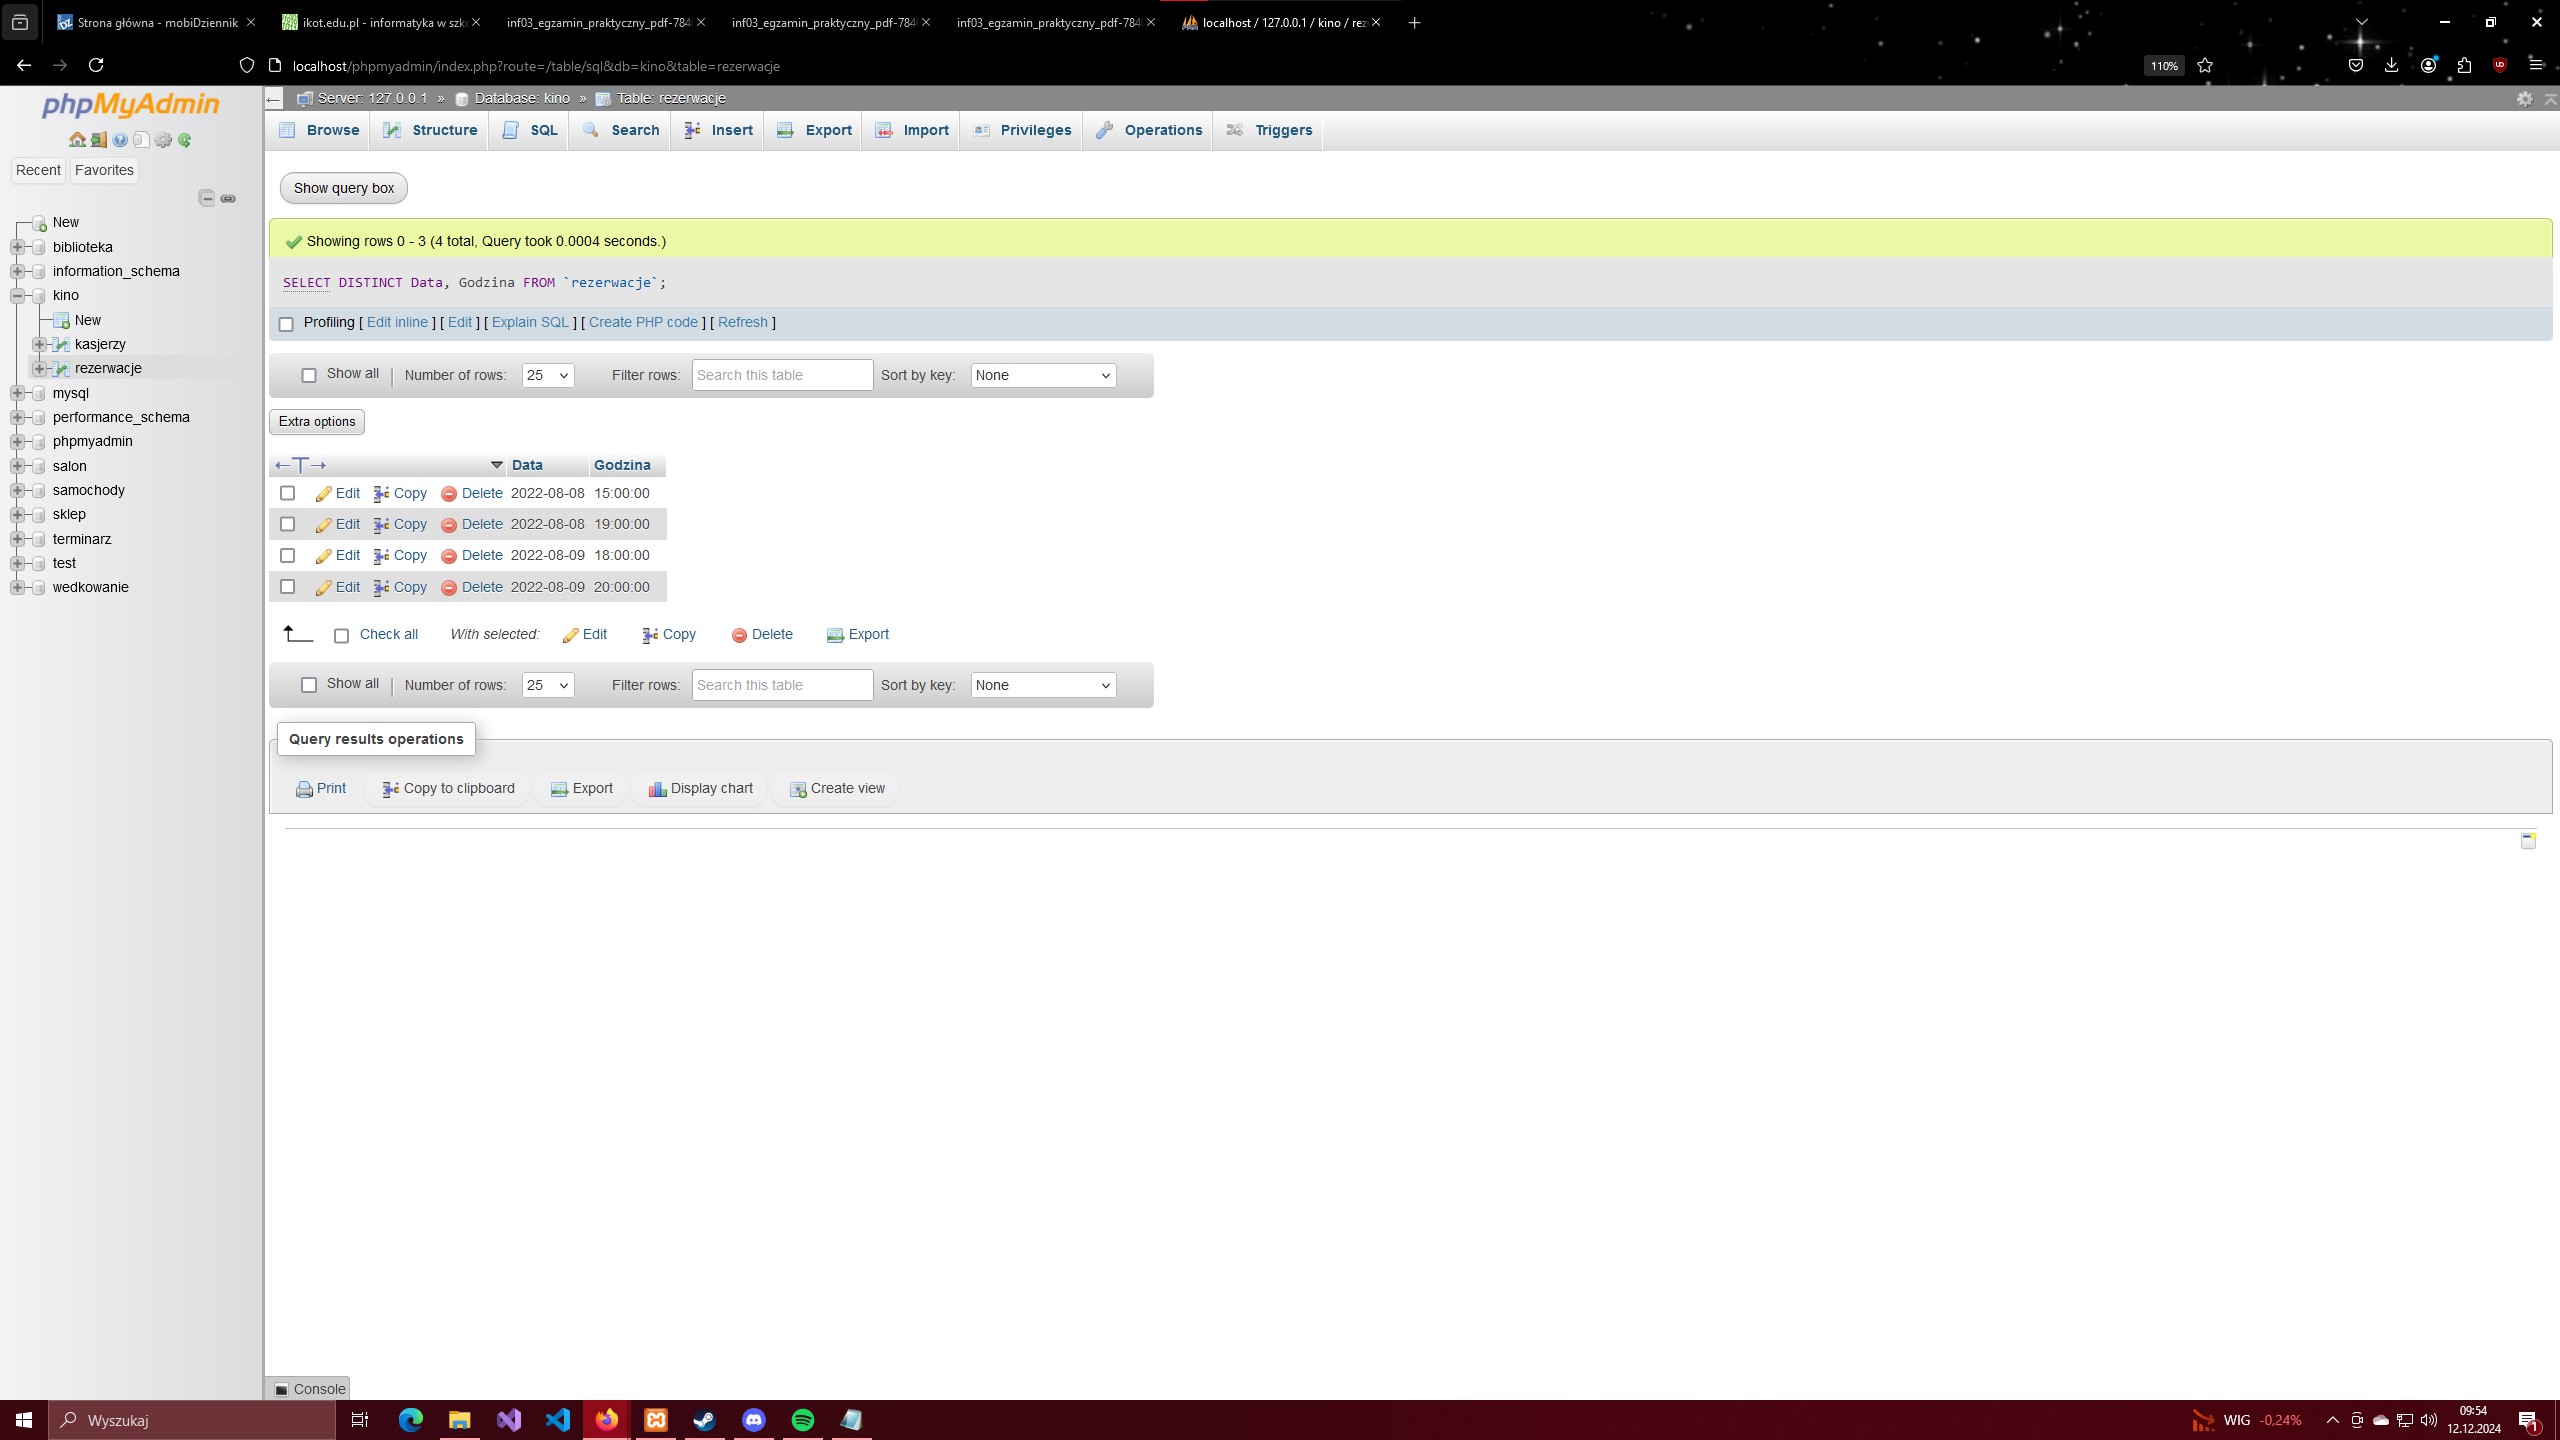 Strona główna - mobiDziennik
ikot.edu.pl - informatyka w szk
inf03_egzamin_praktyczny_pdf-784
inf03_egzamin_praktyczny_pdf-784
inf03_egzamin_praktyczny_pdf-784
localhost / 127.0.0.1 / kino / rez
localhost/phpmyadmin/index.php?route=/table/sql&db=kino&table=rezerwacje
110%
phpMyAdmin
Recent
Favorites
New
biblioteka
information_schema
kino
New
kasjerzy
rezerwacje
mysql
performance_schema
phpmyadmin
salon
samochody
sklep
terminarz
test
wedkowanie
Server: 127.0.0.1 » Database: kino » Table: rezerwacje
Browse Structure SQL Search Insert Export Import Privileges Operations Triggers
Show query box
Showing rows 0 - 3 (4 total, Query took 0.0004 seconds.)
SELECT DISTINCT Data, Godzina FROM `rezerwacje`;
Profiling [ Edit inline ] [ Edit ] [ Explain SQL ] [ Create PHP code ] [ Refresh ]
Show all | Number of rows: 25 Filter rows: Search this table Sort by key: None
Extra options
←T→ Data Godzina
Edit Copy Delete 2022-08-08 15:00:00
Edit Copy Delete 2022-08-08 19:00:00
Edit Copy Delete 2022-08-09 18:00:00
Edit Copy Delete 2022-08-09 20:00:00
Check all With selected: Edit Copy Delete Export
Show all | Number of rows: 25 Filter rows: Search this table Sort by key: None
Query results operations
Print Copy to clipboard Export Display chart Create view
Console
Wyszukaj
WIG -0,24%
09:54
12.12.2024
1